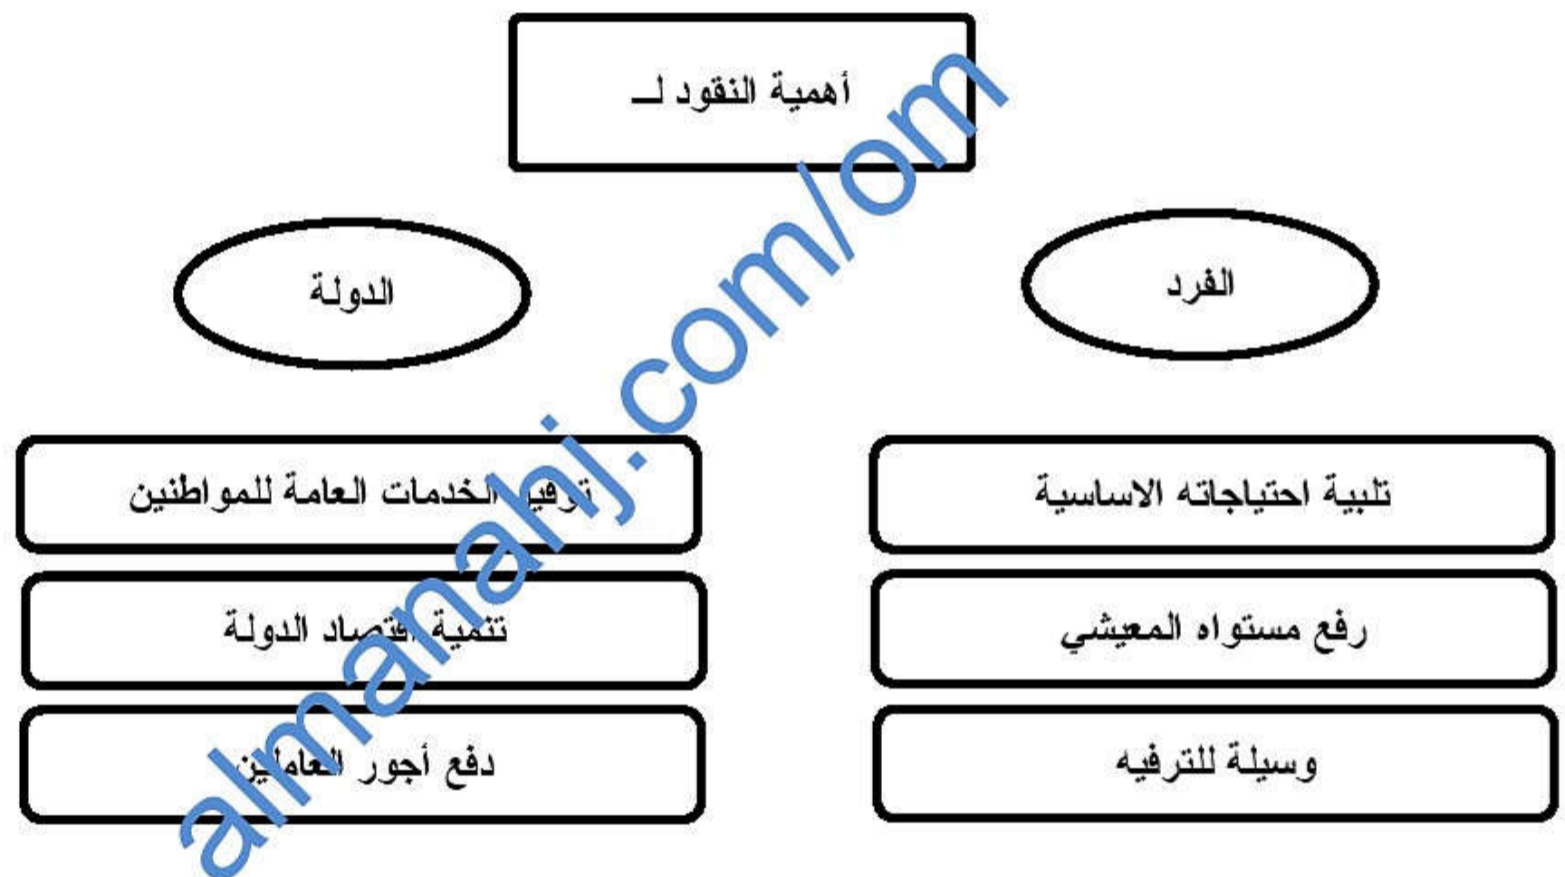 أهمية النقود لــ
الفرد
الدولة
تلبية احتياجاته الاساسية
توفير الخدمات العامة للمواطنين
رفع مستواه المعيشي
تنمية اقتصاد الدولة
وسيلة للترفيه
دفع أجور العاملين
almanahj.com/om